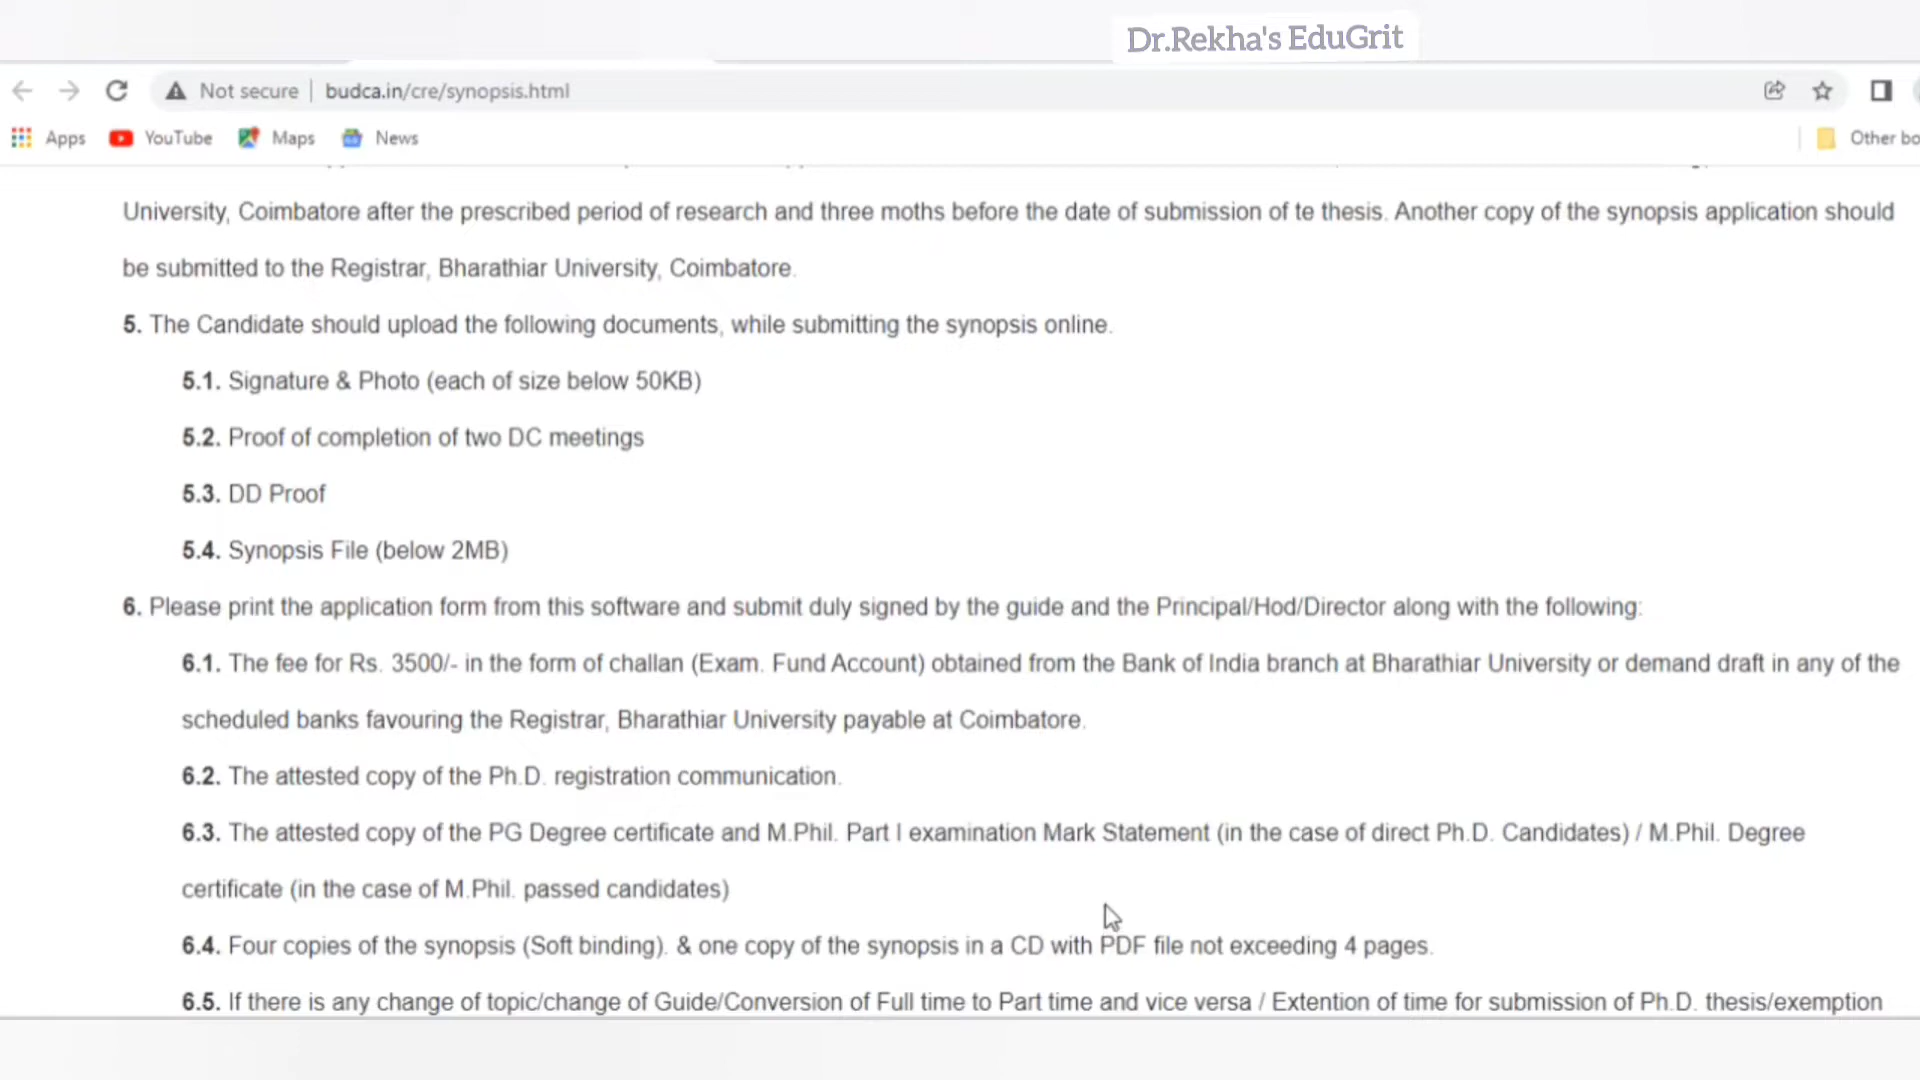 Dr.Rekha's EduGrit
Not secure | budca.in/cre/synopsis.html
Apps YouTube Maps News Other bo
University, Coimbatore after the prescribed period of research and three moths before the date of submission of te thesis. Another copy of the synopsis application should
be submitted to the Registrar, Bharathiar University, Coimbatore.
5. The Candidate should upload the following documents, while submitting the synopsis online.
5.1. Signature & Photo (each of size below 50KB)
5.2. Proof of completion of two DC meetings
5.3. DD Proof
5.4. Synopsis File (below 2MB)
6. Please print the application form from this software and submit duly signed by the guide and the Principal/Hod/Director along with the following:
6.1. The fee for Rs. 3500/- in the form of challan (Exam. Fund Account) obtained from the Bank of India branch at Bharathiar University or demand draft in any of the
scheduled banks favouring the Registrar, Bharathiar University payable at Coimbatore.
6.2. The attested copy of the Ph.D. registration communication.
6.3. The attested copy of the PG Degree certificate and M.Phil. Part I examination Mark Statement (in the case of direct Ph.D. Candidates) / M.Phil. Degree
certificate (in the case of M.Phil. passed candidates)
6.4. Four copies of the synopsis (Soft binding). & one copy of the synopsis in a CD with PDF file not exceeding 4 pages.
6.5. If there is any change of topic/change of Guide/Conversion of Full time to Part time and vice versa / Extention of time for submission of Ph.D. thesis/exemption